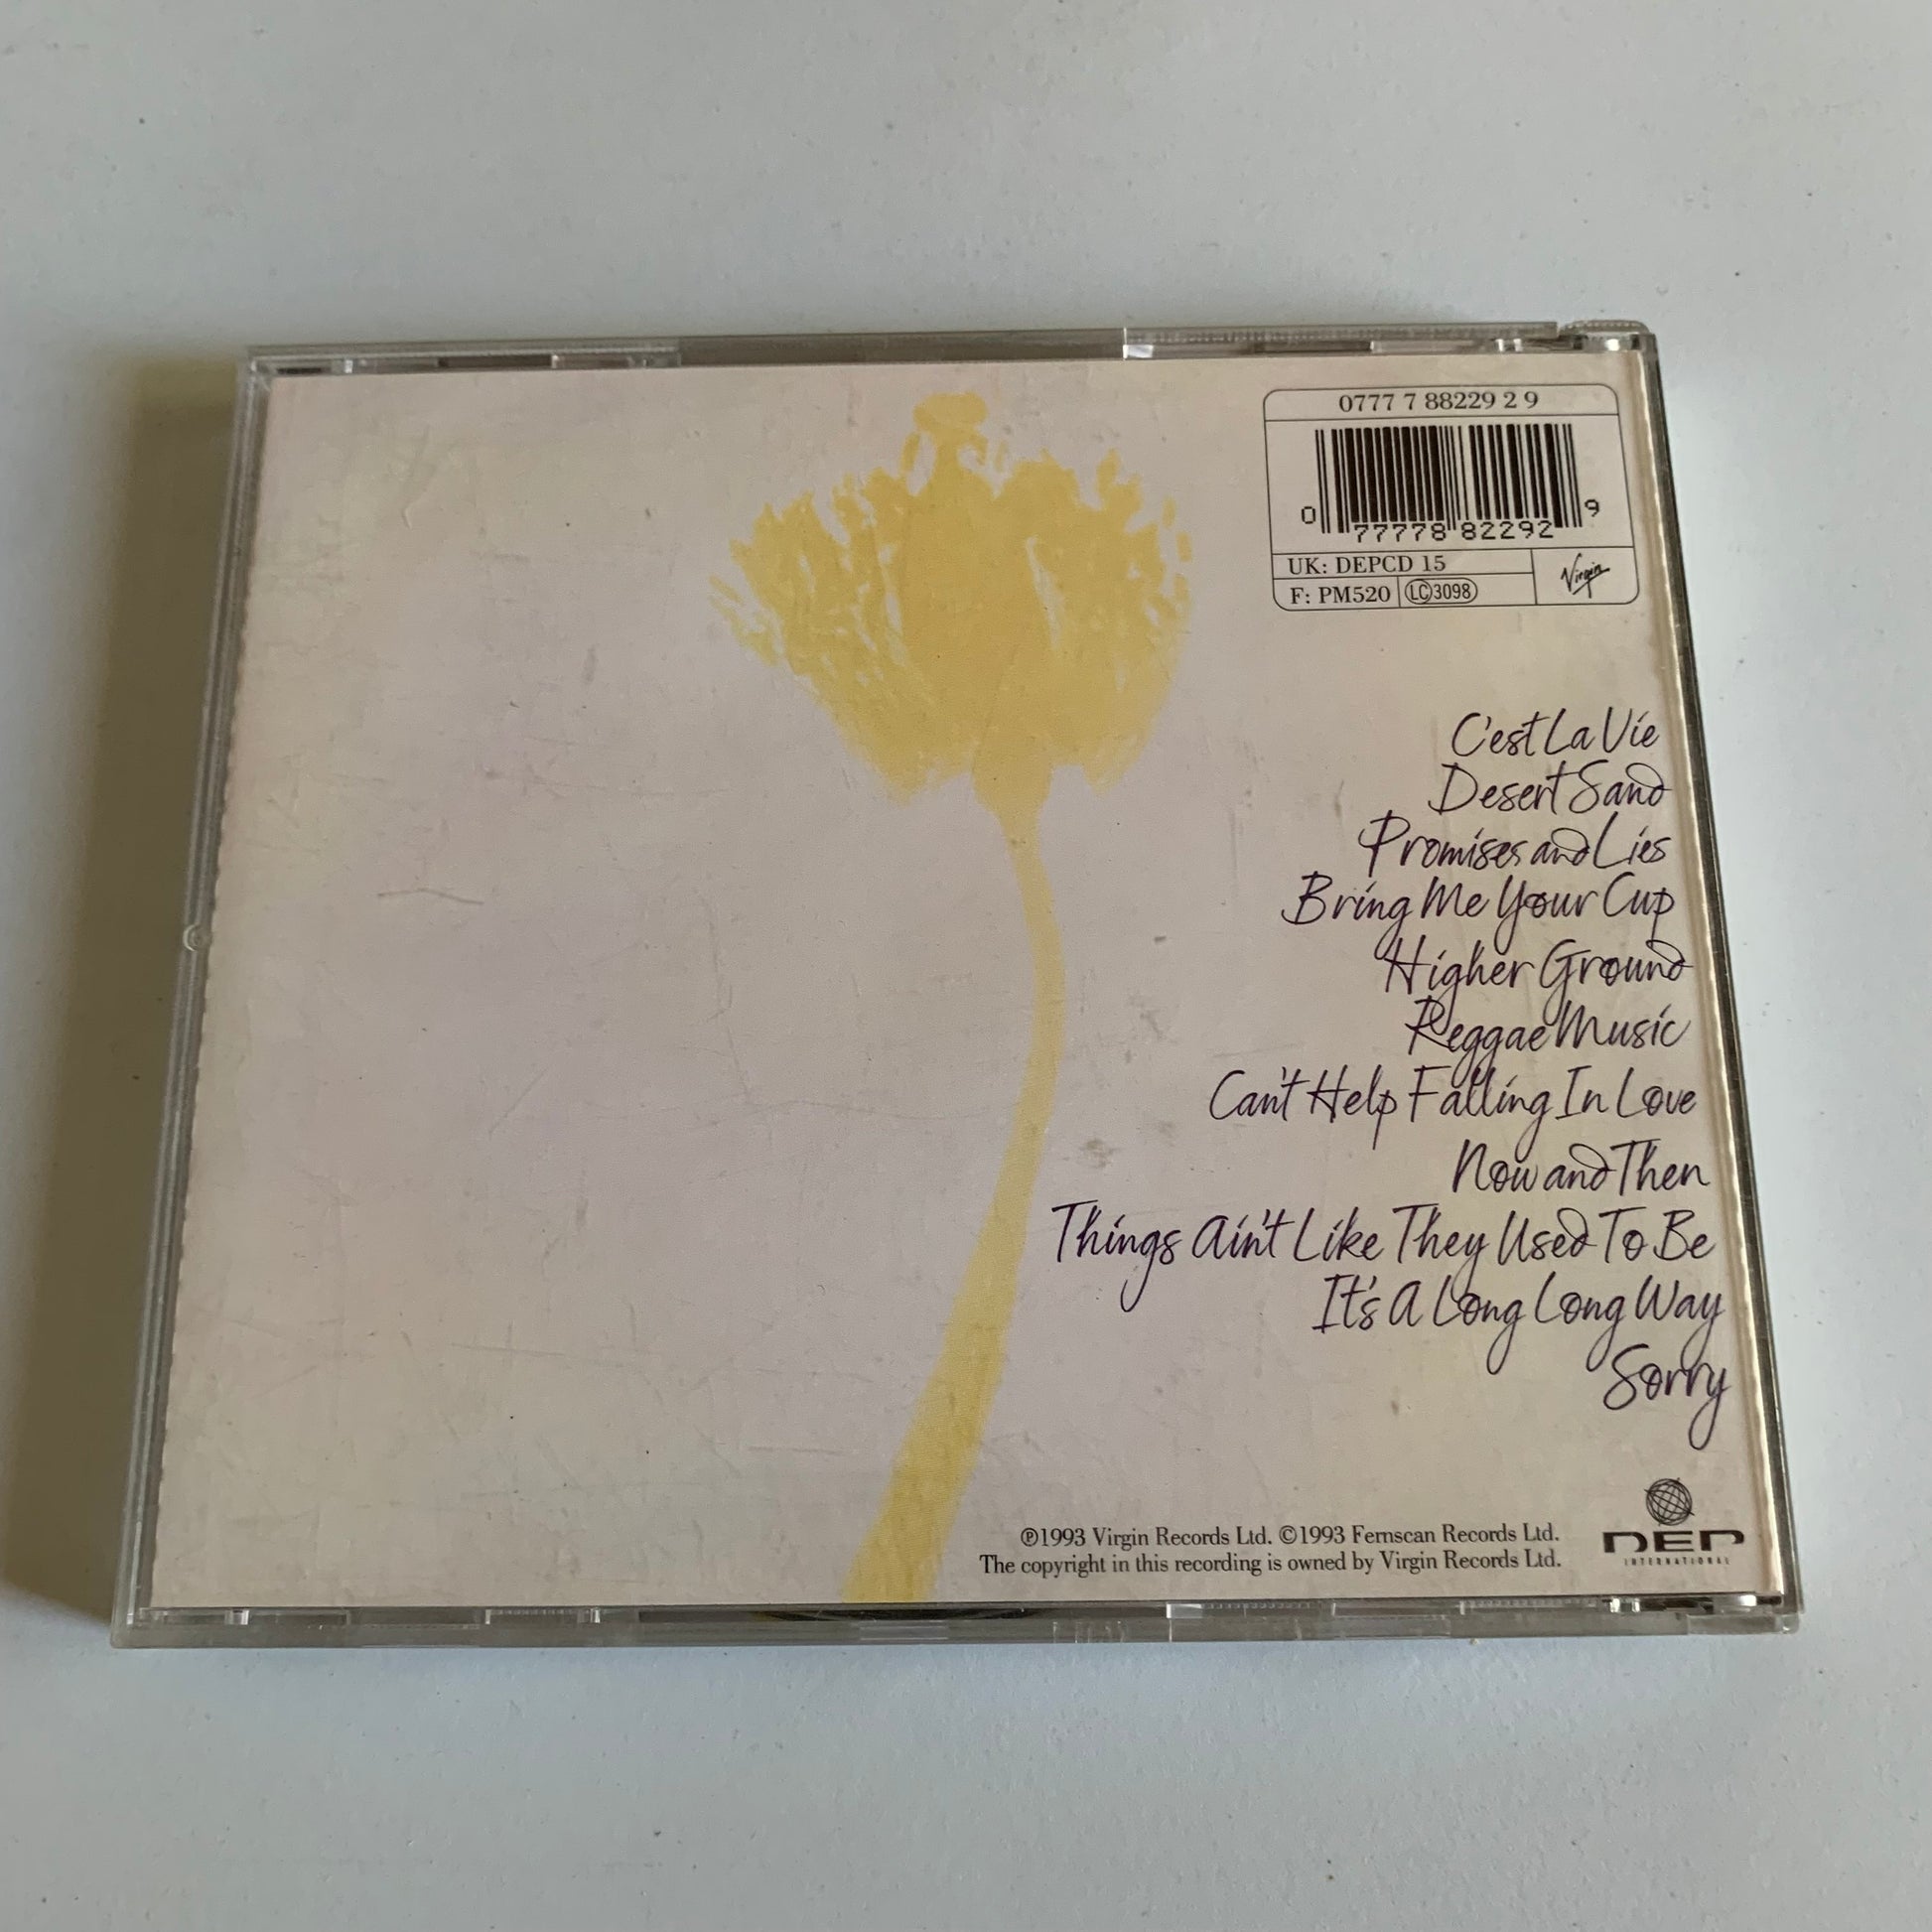 0777 7 88229 2 9
0 77778 82292 9
UK: DEPCD 15
F: PM520 LC 3098
Virgin
C'est La Vie
Desert Sand
Promises and Lies
Bring Me Your Cup
Higher Ground
Reggae Music
Can't Help Falling In Love
Now and Then
Things Ain't Like They Used To Be
It's A Long Long Way
Sorry
℗1993 Virgin Records Ltd. ©1993 Fernscan Records Ltd.
The copyright in this recording is owned by Virgin Records Ltd.
DEP
INTERNATIONAL